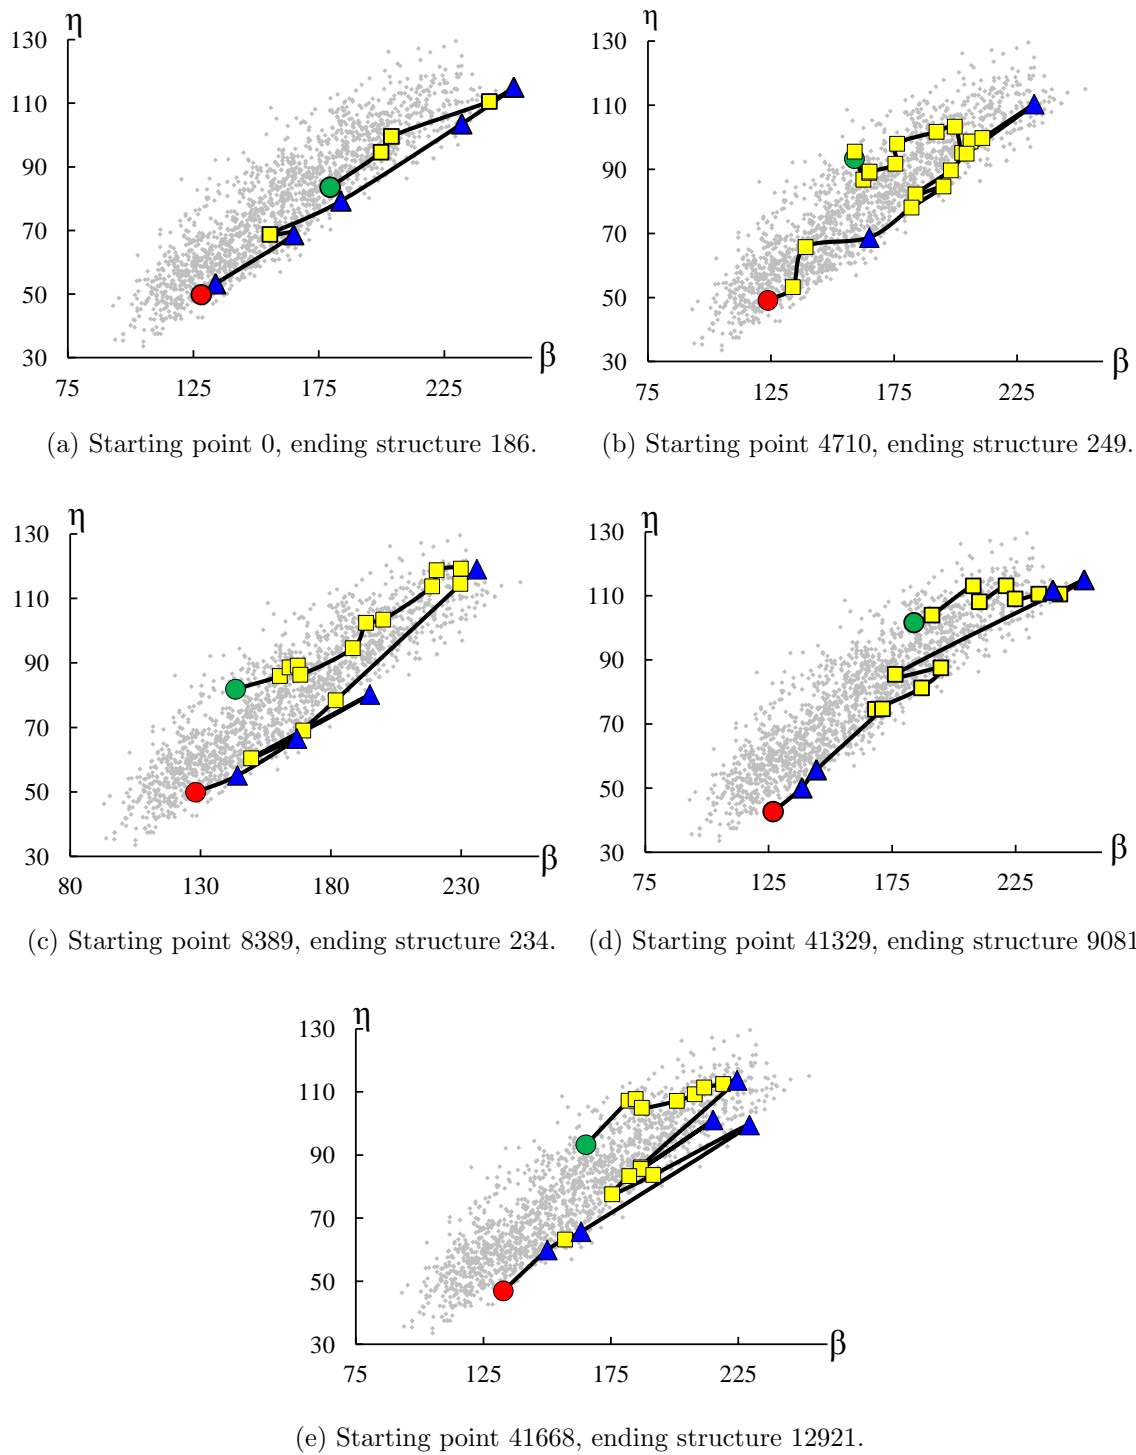 η
130
110
90
70
50
30
75 125 175 225 β
(a) Starting point 0, ending structure 186.
η
130
110
90
70
50
30
75 125 175 225 β
(b) Starting point 4710, ending structure 249.
η
130
110
90
70
50
30
80 130 180 230 β
(c) Starting point 8389, ending structure 234.
η
130
110
90
70
50
30
75 125 175 225 β
(d) Starting point 41329, ending structure 9081
η
130
110
90
70
50
30
75 125 175 225 β
(e) Starting point 41668, ending structure 12921.